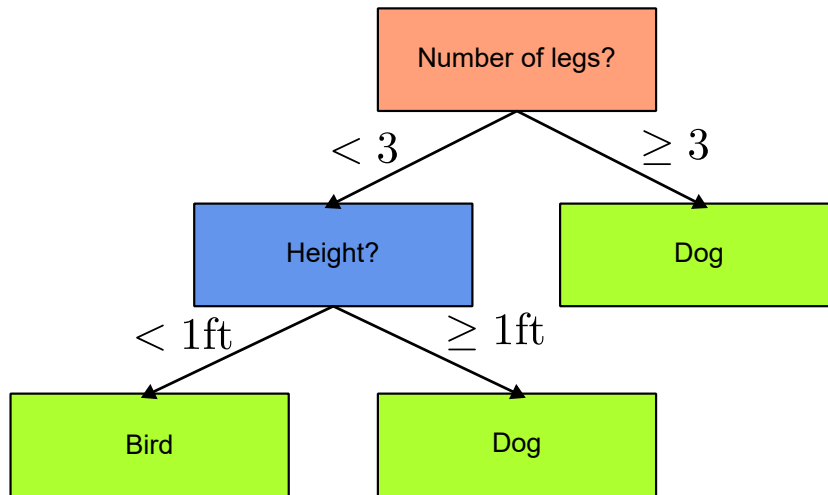 Number of legs?
< 3
≥ 3
Height?
Dog
< 1ft
≥ 1ft
Bird
Dog